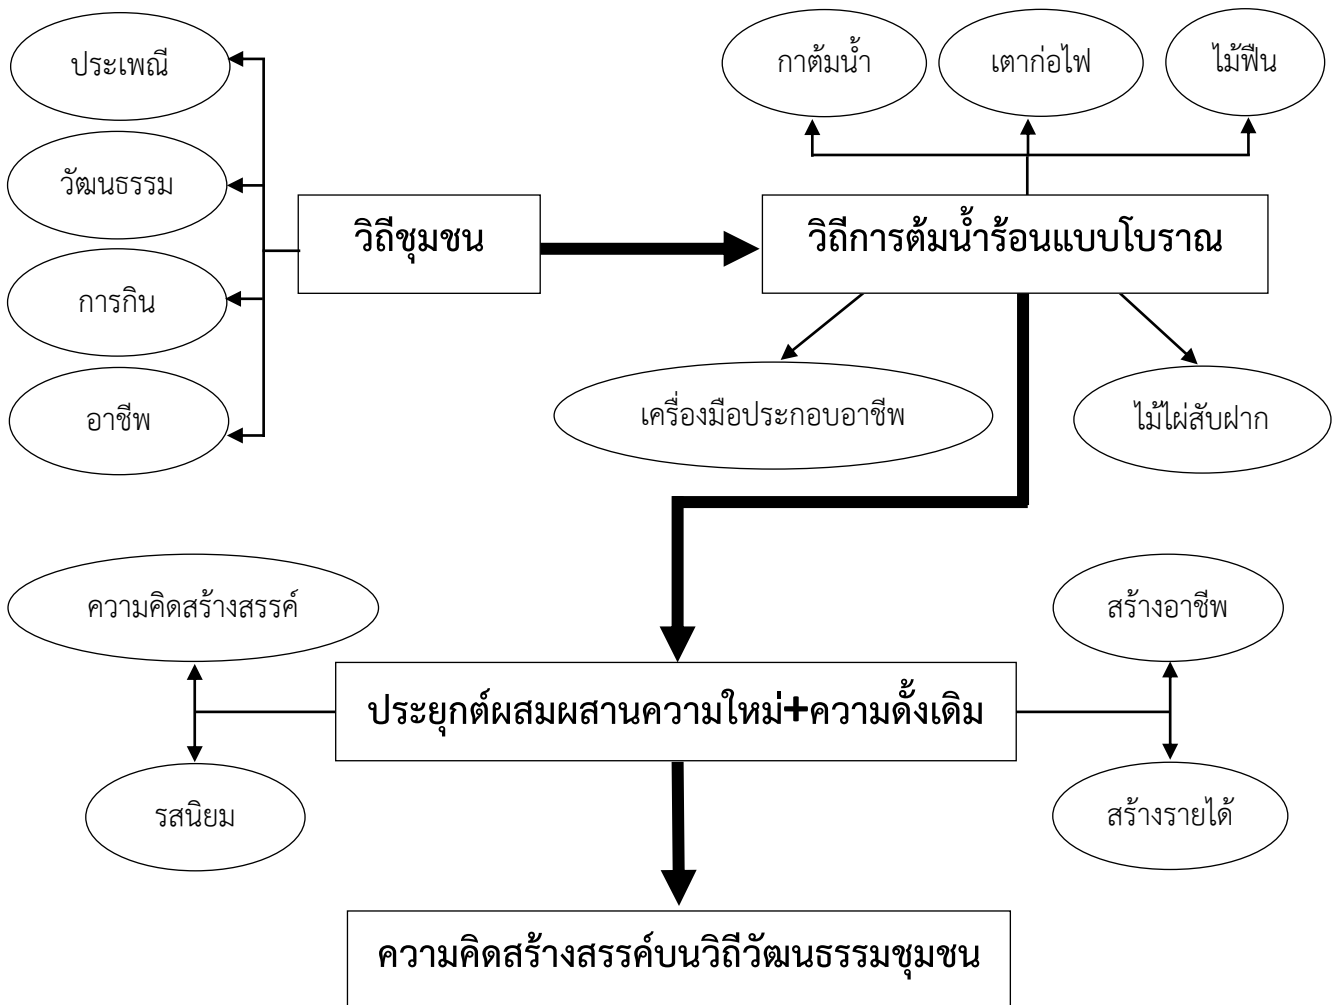 ประเพณี
วัฒนธรรม
การกิน
อาชีพ
วิถีชุมชน
กาต้มน้ำ
เตาก่อไฟ
ไม้ฟืน
วิถีการต้มน้ำร้อนแบบโบราณ
เครื่องมือประกอบอาชีพ
ไม้ไผ่สับฝาก
ความคิดสร้างสรรค์
รสนิยม
ประยุกต์ผสมผสานความใหม่+ความดั้งเดิม
สร้างอาชีพ
สร้างรายได้
ความคิดสร้างสรรค์บนวิถีวัฒนธรรมชุมชน